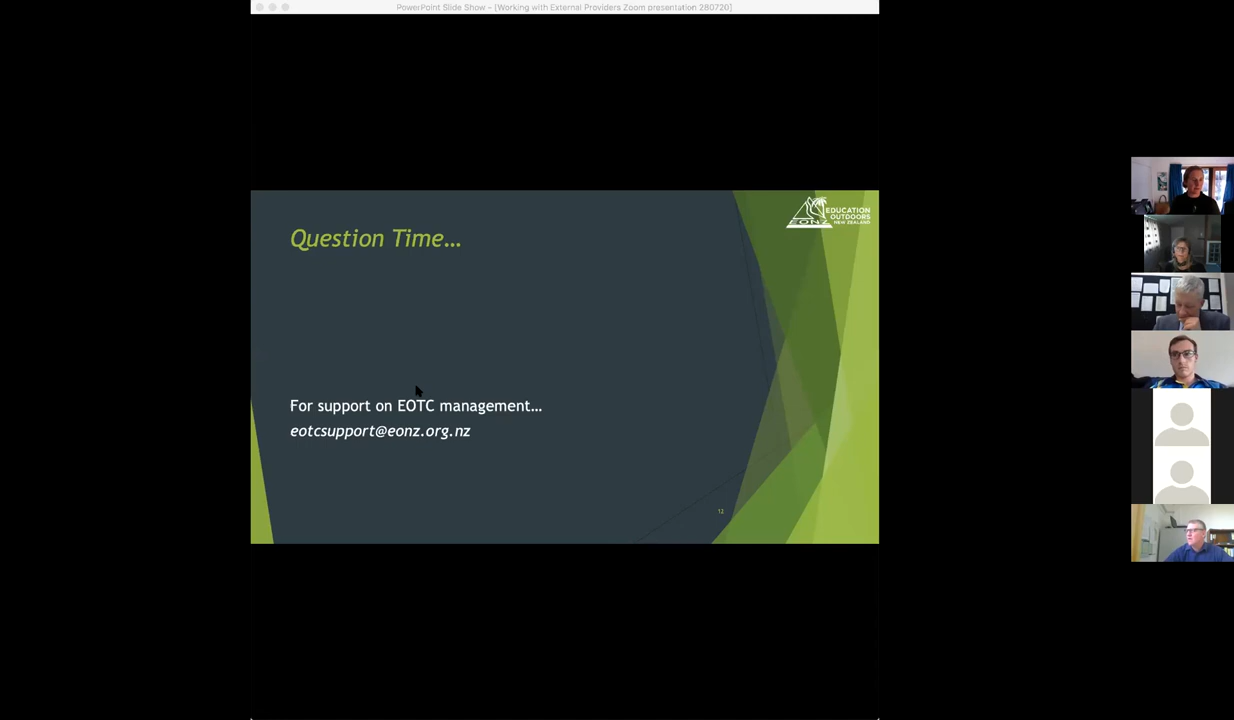 PowerPoint Slide Show – [Working with External Providers Zoom presentation 280720]
EONZ
EDUCATION
OUTDOORS
NEW ZEALAND
Question Time…
For support on EOTC management…
eotcsupport@eonz.org.nz
12